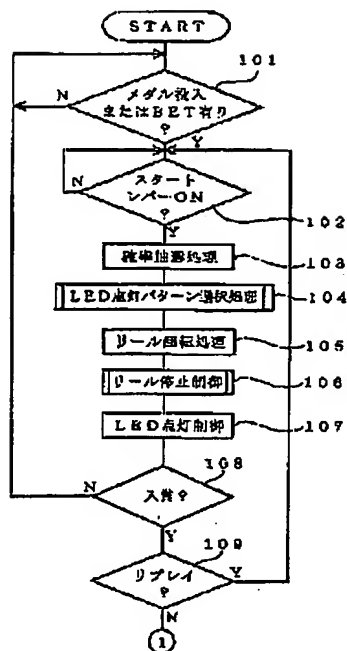 START
101
N
メダル投入
またはBET有り
?
Y
N
スタート
レバーON
?
102
Y
確率抽選処理
103
LED点灯パターン選択処理
104
リール回転処理
105
リール停止制御
106
LED点灯制御
107
108
N
入賞?
Y
109
リプレイ
?
Y
N
1